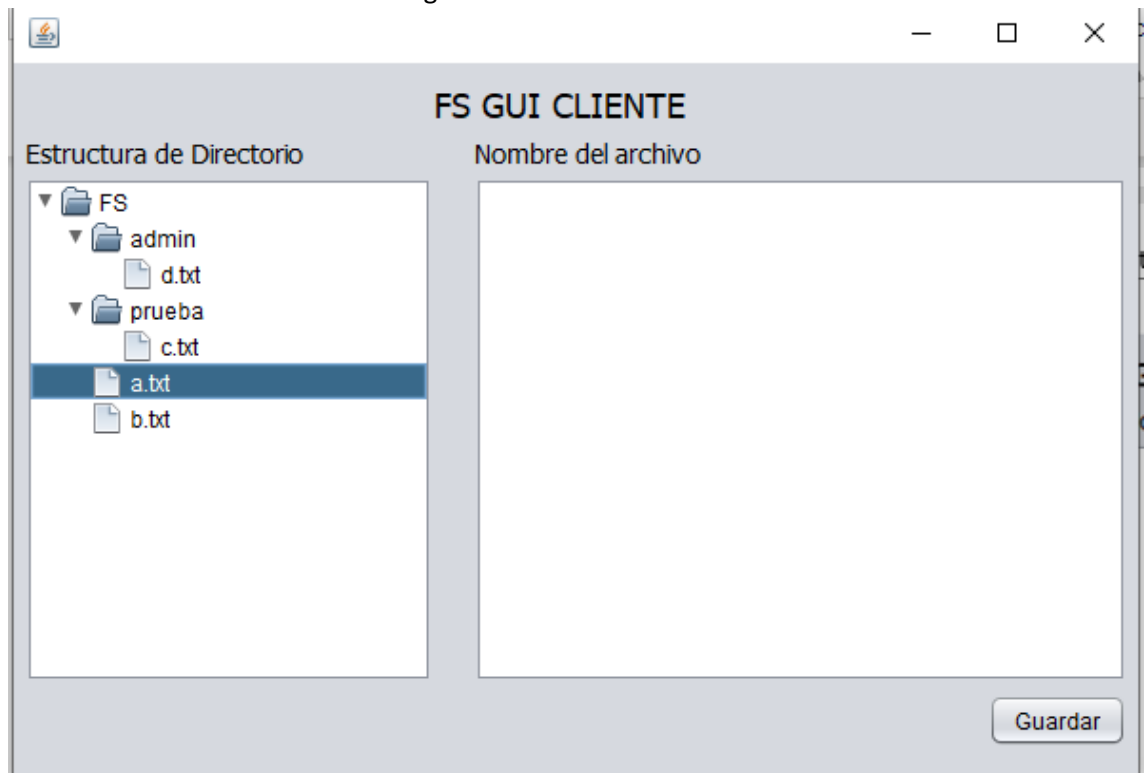 FS GUI CLIENTE
Estructura de Directorio
Nombre del archivo
FS
admin
d.txt
prueba
c.txt
a.txt
b.txt
Guardar